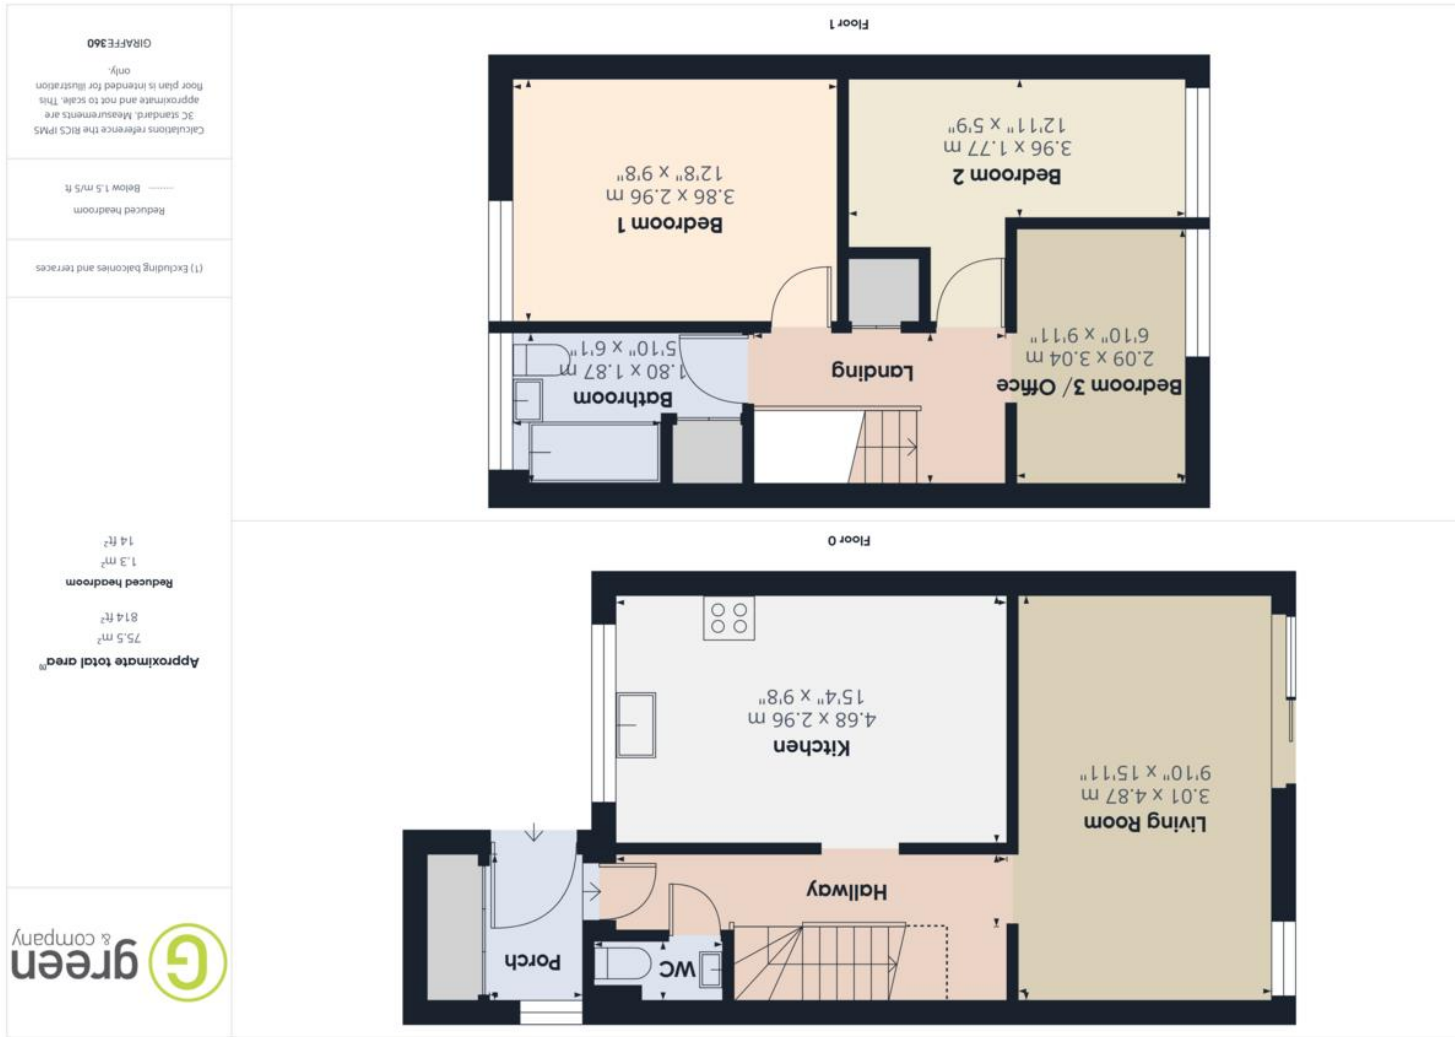 green
& company
Porch
WC
Hallway
Living Room
3.01 x 4.87 m
9'10" x 15'11"
Kitchen
4.68 x 2.96 m
15'4" x 9'8"
Floor 0
Approximate total area⁽¹⁾
75.5 m²
814 ft²
Reduced headroom
1.3 m²
14 ft²
Bathroom
1.80 x 1.87 m
5'10" x 6'1"
Landing
Bedroom 3/ Office
2.09 x 3.04 m
6'10" x 9'11"
Bedroom 1
3.86 x 2.96 m
12'8" x 9'8"
Bedroom 2
3.96 x 1.77 m
12'11" x 5'9"
Floor 1
(1) Excluding balconies and terraces
Reduced headroom
Below 1.5 m/5 ft
Calculations reference the RICS IPMS
3C standard. Measurements are
approximate and not to scale. This
floor plan is intended for illustration
only.
GIRAFFE360